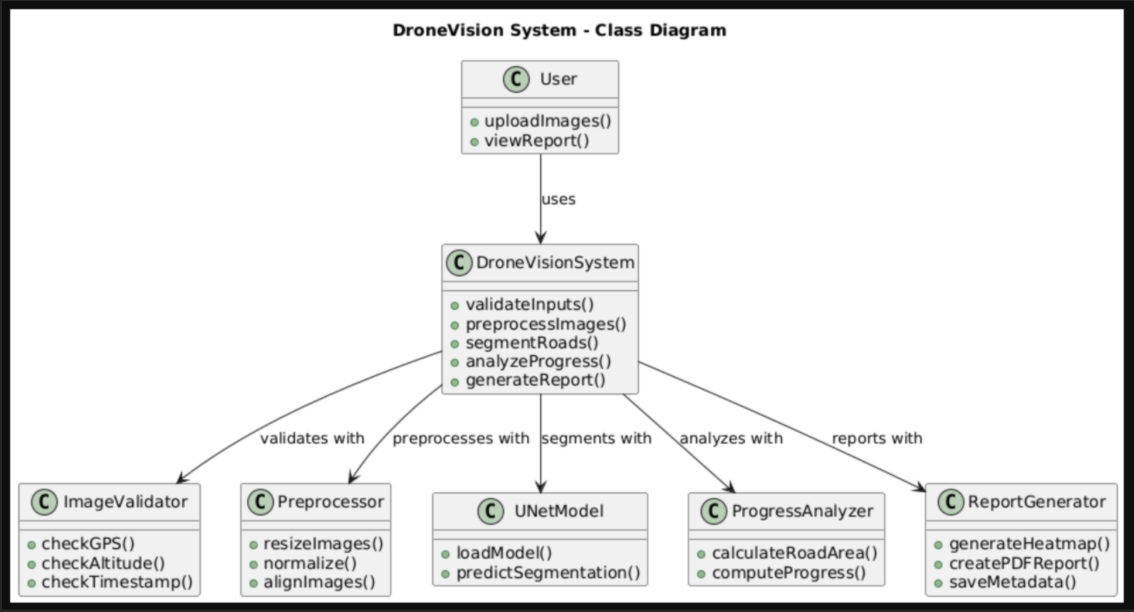 DroneVision System - Class Diagram
C User
uploadImages()
viewReport()
uses
C DroneVisionSystem
validateInputs()
preprocessImages()
segmentRoads()
analyzeProgress()
generateReport()
validates with
preprocesses with
segments with
analyzes with
reports with
C ImageValidator
checkGPS()
checkAltitude()
checkTimestamp()
C Preprocessor
resizeImages()
normalize()
alignImages()
C UNetModel
loadModel()
predictSegmentation()
C ProgressAnalyzer
calculateRoadArea()
computeProgress()
C ReportGenerator
generateHeatmap()
createPDFReport()
saveMetadata()